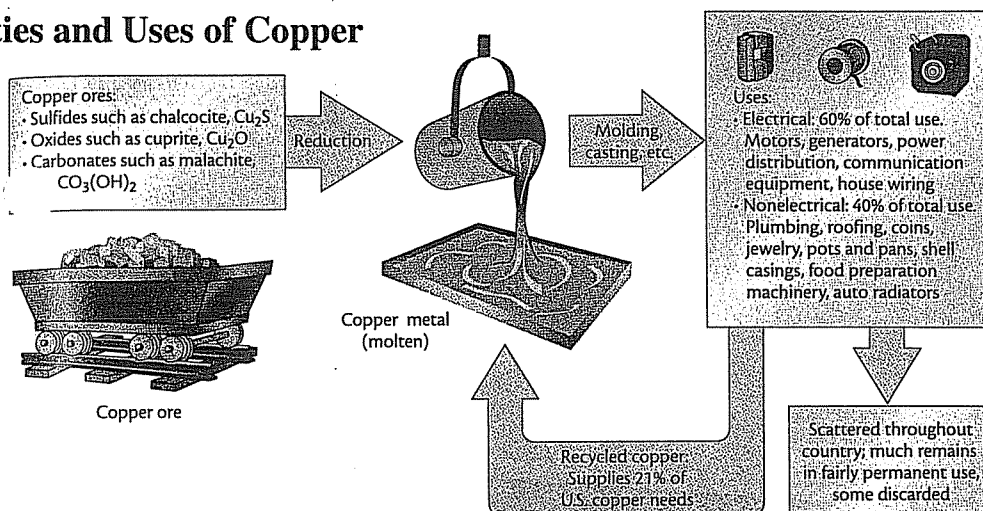 ties and Uses of Copper
Copper ores:
• Sulfides such as chalcocite, Cu₂S
• Oxides such as cuprite, Cu₂O
• Carbonates such as malachite,
CO₃(OH)₂
Reduction
Copper ore
Copper metal
(molten)
Molding,
casting, etc.
Uses:
• Electrical: 60% of total use.
Motors, generators, power
distribution, communication
equipment, house wiring
• Nonelectrical: 40% of total use.
Plumbing, roofing, coins,
jewelry, pots and pans, shell
casings, food preparation
machinery, auto radiators
Recycled copper:
Supplies 21% of
U.S. copper needs
Scattered throughout
country; much remains
in fairly permanent use,
some discarded